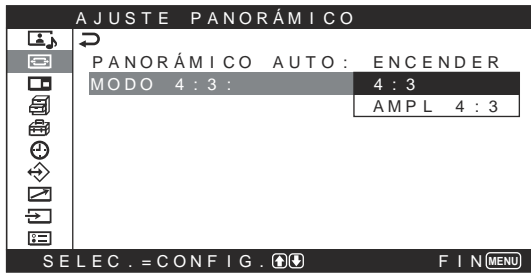 AJUSTE PANORÁMICO
PANORÁMICO AUTO: ENCENDER
MODO 4:3: 4:3
AMPL 4:3
SELEC.=CONFIG. FIN MENU